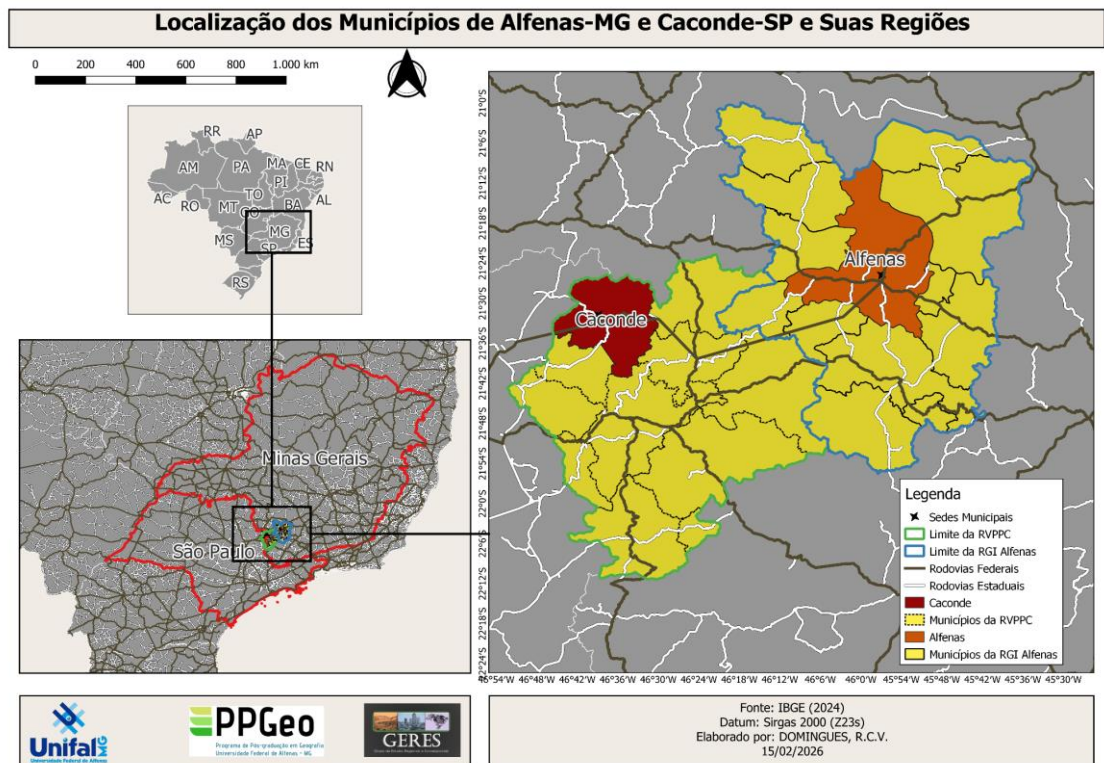 Localização dos Municípios de Alfenas-MG e Caconde-SP e Suas Regiões
0 200 400 600 800 1.000 km
RR
AP
AM
PA
MA
CE
RN
PI
AC
TO
AL
RO
MT
BA
GO
MG
MS
ES
SP
RS
Minas Gerais
São Paulo
21°0'S
21°6'S
21°12'S
21°18'S
21°24'S
21°30'S
21°36'S
21°42'S
21°48'S
21°54'S
22°0'S
22°6'S
22°12'S
22°18'S
22°24'S
Alfenas
Caconde
Legenda
Sedes Municipais
Limite da RVPPC
Limite da RGI Alfenas
Rodovias Federais
Rodovias Estaduais
Caconde
Municípios da RVPPC
Alfenas
Municípios da RGI Alfenas
46°54'W 46°48'W 46°42'W 46°36'W 46°30'W 46°24'W 46°18'W 46°12'W 46°6'W 46°0'W 45°54'W 45°48'W 45°42'W 45°36'W 45°30'W
Unifal MG
Universidade Federal de Alfenas
PPGeo
Programa de Pós-graduação em Geografia
Universidade Federal de Alfenas - MG
GERES
Fonte: IBGE (2024)
Datum: Sirgas 2000 (Z23s)
Elaborado por: DOMINGUES, R.C.V.
15/02/2026